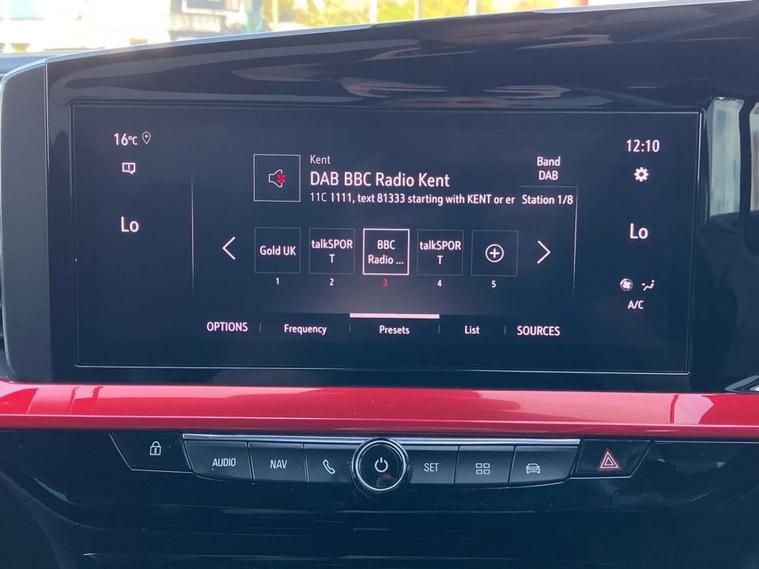 16°C
12:10
Kent
DAB BBC Radio Kent
11C 1111, text 81333 starting with KENT or er
Band
DAB
Station 1/8
Lo
Lo
Gold UK
talkSPOR
T
BBC
Radio ...
talkSPOR
T
1
2
3
4
5
A/C
OPTIONS
Frequency
Presets
List
SOURCES
AUDIO
NAV
SET